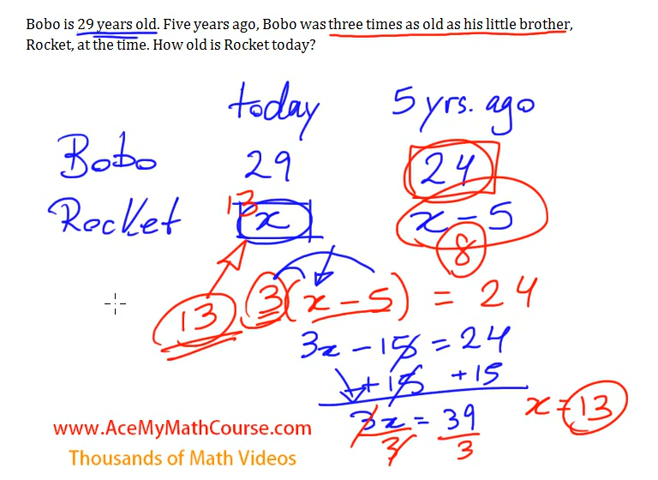 Bobo is 29 years old. Five years ago, Bobo was three times as old as his little brother,
Rocket, at the time. How old is Rocket today?
today 5 yrs. ago
Bobo 29 24
Rocket 13 x x - 5
8
13 3(x - 5) = 24
3x - 15 = 24
+ 15 + 15
3x = 39 x = 13
3 3
www.AceMyMathCourse.com
Thousands of Math Videos